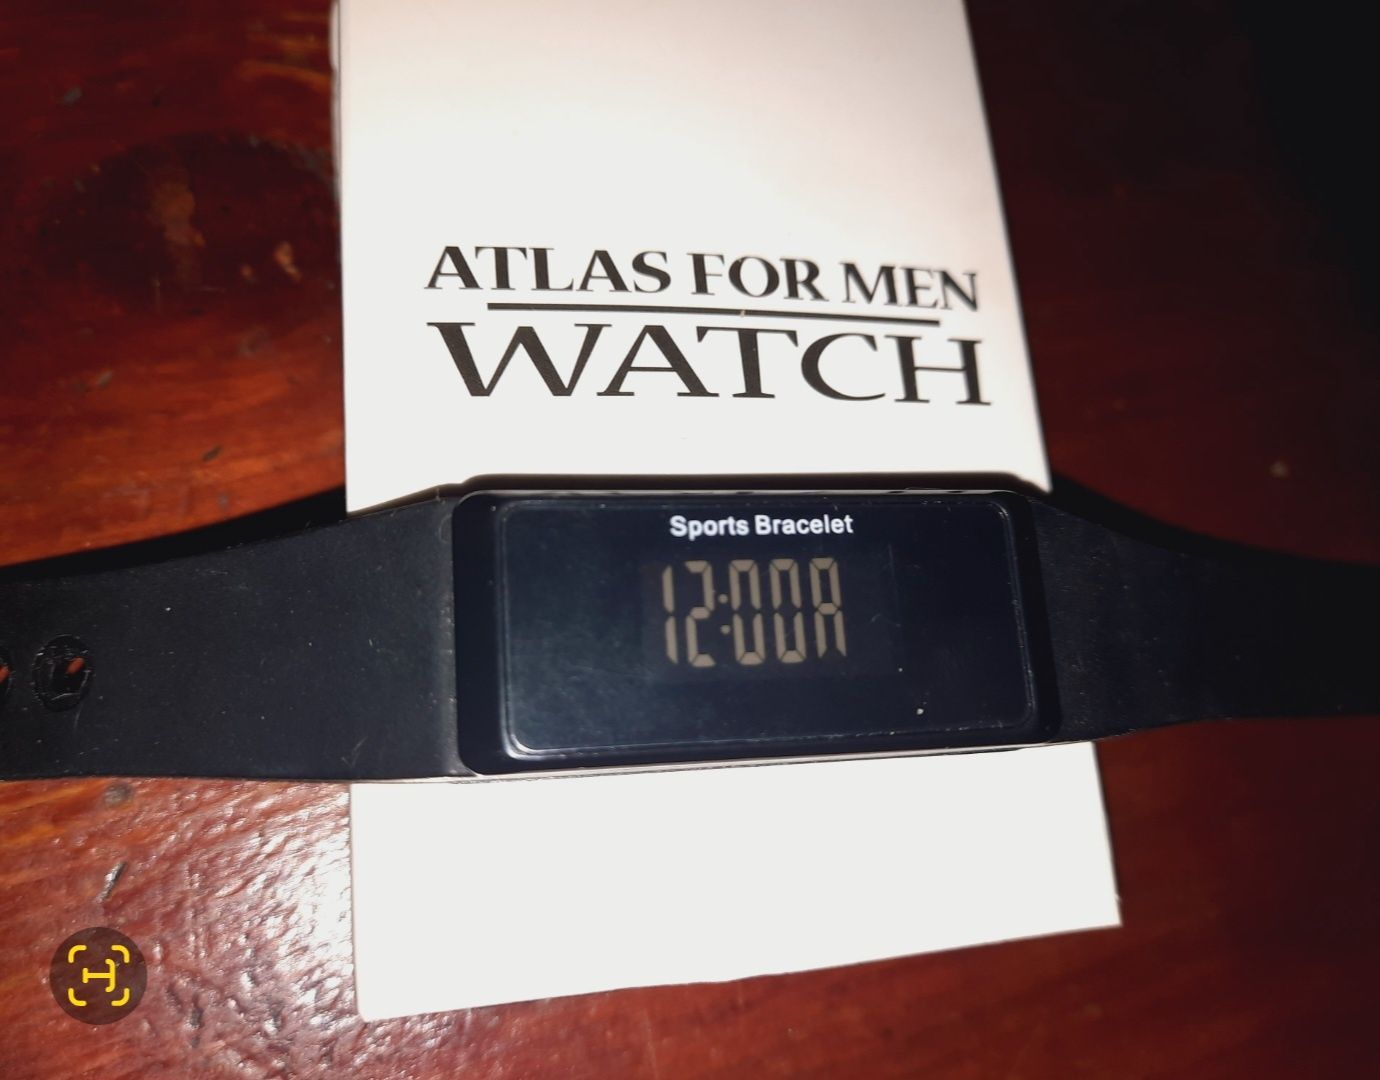 ATLAS FOR MEN
WATCH
Sports Bracelet
12:00A